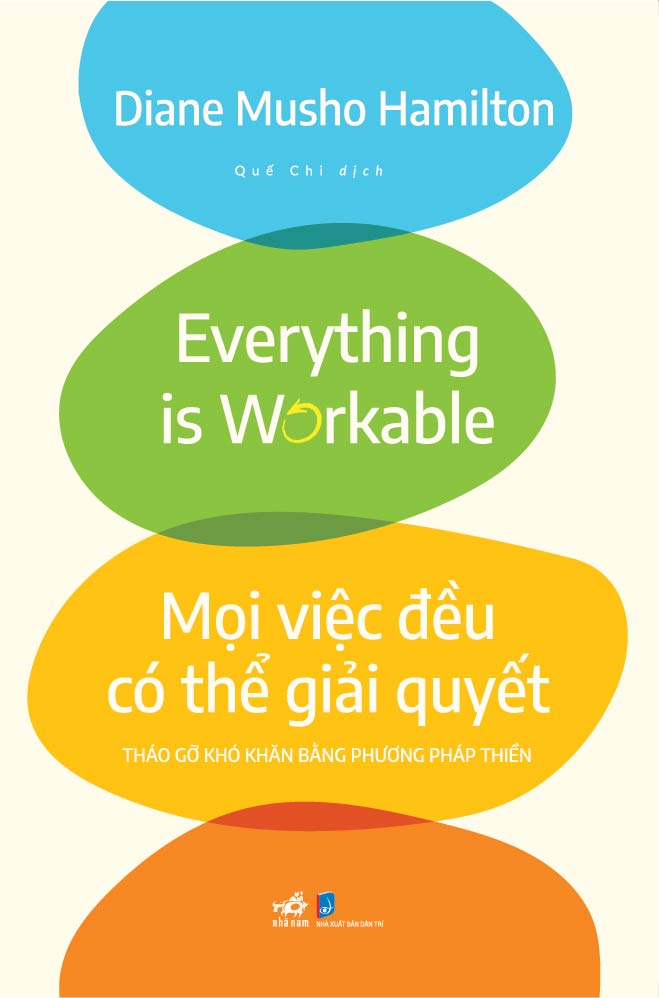 Diane Musho Hamilton
Quế Chi dịch
Everything
is Workable
Mọi việc đều
có thể giải quyết
THÁO GỠ KHÓ KHĂN BẰNG PHƯƠNG PHÁP THIỀN
nhã nam
NHÀ XUẤT BẢN DÂN TRÍ